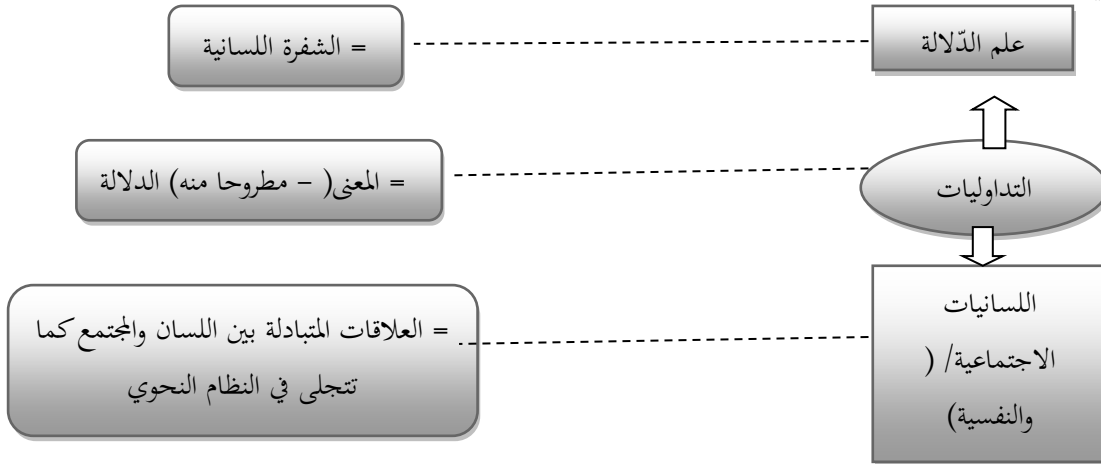 علم الدّلالة
= الشفرة اللسانية
التداوليات
= المعنى( – مطروحا منه) الدلالة
اللسانيات
الاجتماعية/ (
والنفسية)
= العلاقات المتبادلة بين اللسان والمجتمع كما
تتجلى في النظام النحوي